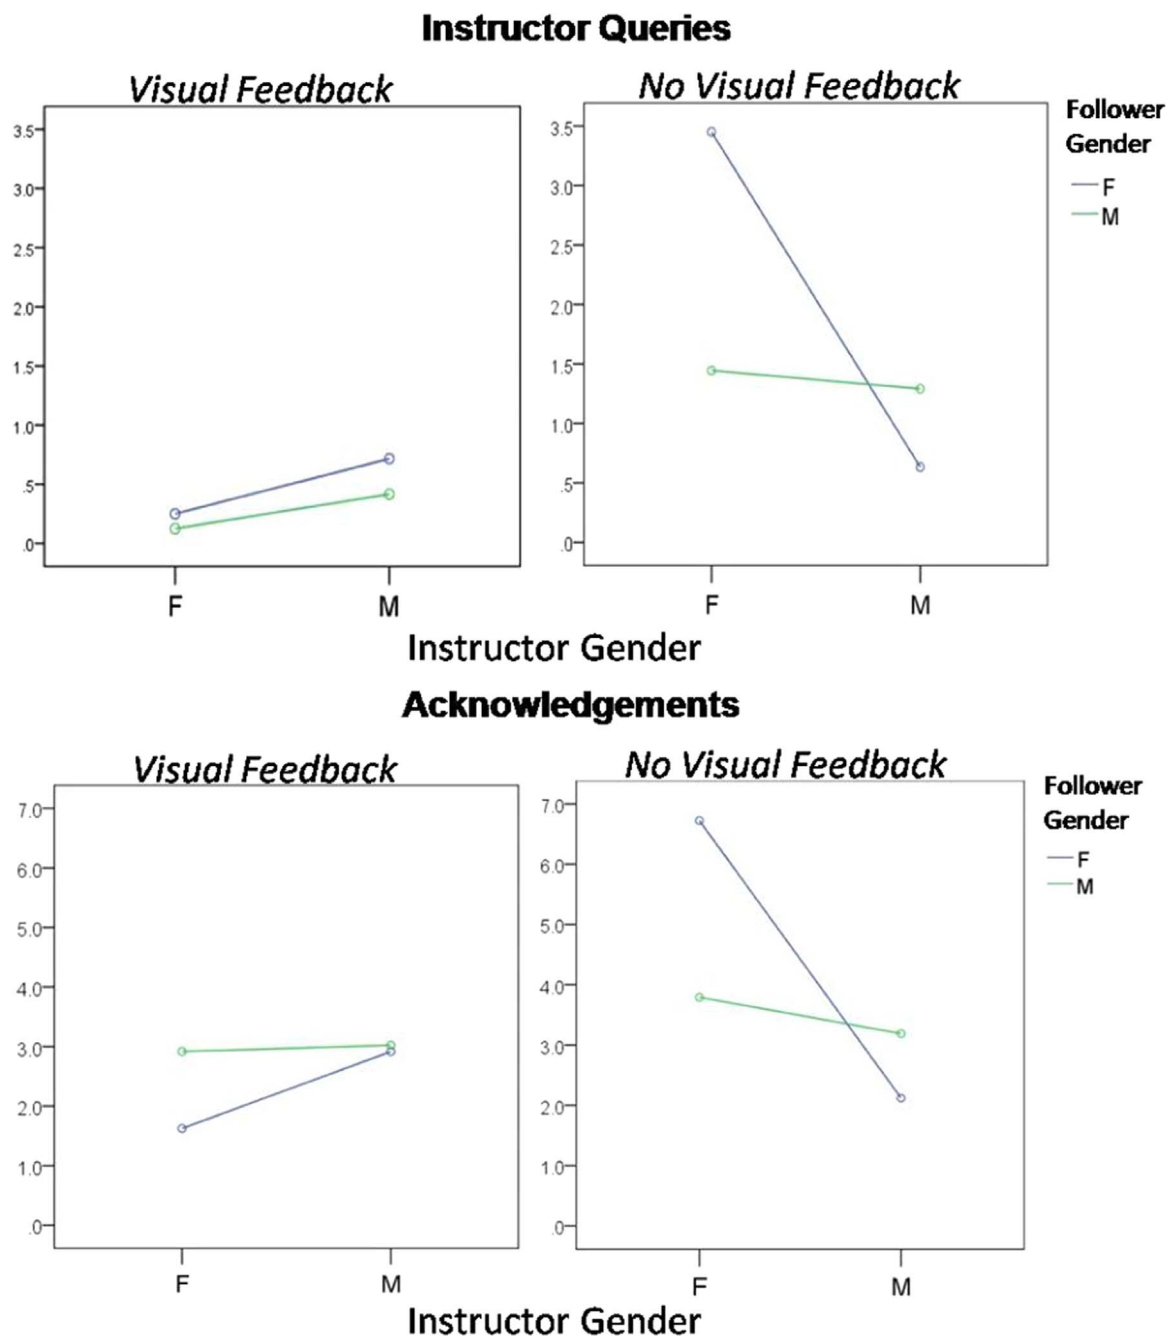 Instructor Queries
Visual Feedback
No Visual Feedback
3.5
3.0
2.5
2.0
1.5
1.0
.5
.0
F
M
3.5
3.0
2.5
2.0
1.5
1.0
.5
.0
F
M
Follower
Gender
F
M
Instructor Gender
Acknowledgements
Visual Feedback
No Visual Feedback
7.0
6.0
5.0
4.0
3.0
2.0
1.0
.0
F
M
7.0
6.0
5.0
4.0
3.0
2.0
1.0
.0
F
M
Follower
Gender
F
M
Instructor Gender